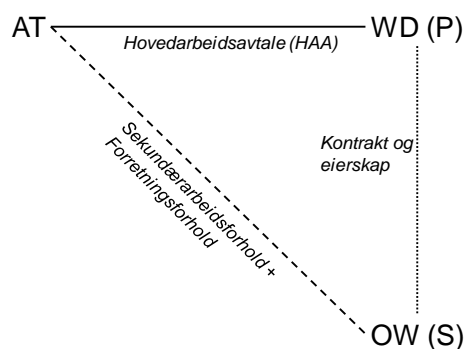 AT
WD (P)
Hovedarbeidsavtale (HAA)
Kontrakt og
eierskap
Sekundærarbeidsforhold +
Forretningsforhold
OW (S)